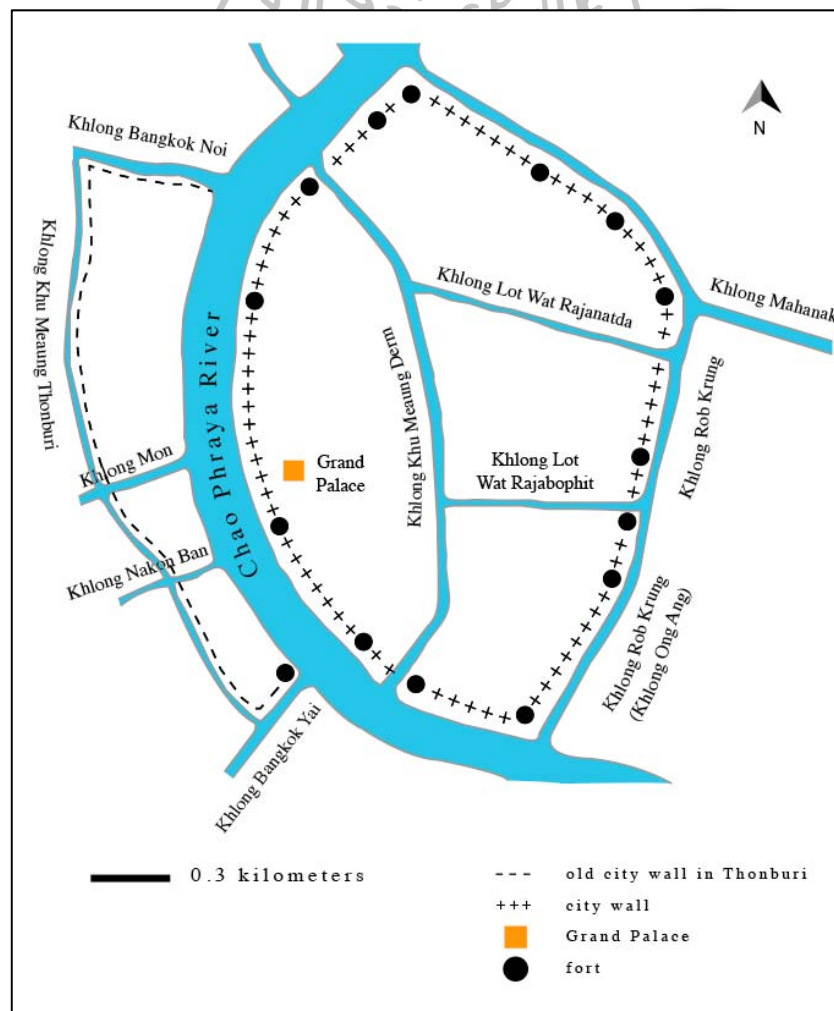 N
Khlong Bangkok Noi
Khlong Khu Meaung Thonburi
Khlong Lot Wat Rajanatda
Khlong Mahanak
Chao Phraya River
Khlong Khu Meaung Derm
Khlong Rob Krung
Khlong Mon
Grand
Palace
Khlong Lot
Wat Rajabophit
Khlong Nakon Ban
Khlong Rob Krung
(Khlong Ong Ang)
Khlong Bangkok Yai
0.3 kilometers
old city wall in Thonburi
city wall
Grand Palace
fort